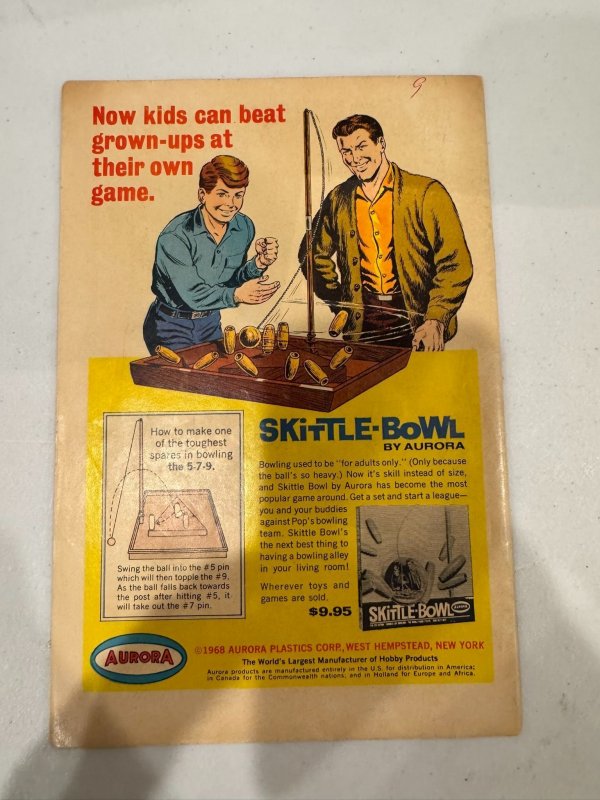 9
Now kids can beat
grown-ups at
their own
game.
How to make one
of the toughest
spares in bowling
the 5-7-9.
Swing the ball into the #5 pin
which will then topple the #9.
As the ball falls back towards
the post after hitting #5, it
will take out the #7 pin.
SKiTTLE-BoWL
BY AURORA
Bowling used to be "for adults only." (Only because
the ball's so heavy.) Now it's skill instead of size,
and Skittle Bowl by Aurora has become the most
popular game around. Get a set and start a league—
you and your buddies
against Pop's bowling
team. Skittle Bowl's
the next best thing to
having a bowling alley
in your living room!
Wherever toys and
games are sold.
$9.95
SKiTTLE-BoWL
AURORA
©1968 AURORA PLASTICS CORP., WEST HEMPSTEAD, NEW YORK
The World's Largest Manufacturer of Hobby Products
Aurora products are manufactured entirely in the U.S. for distribution in America;
in Canada for the Commonwealth nations; and in Holland for Europe and Africa.